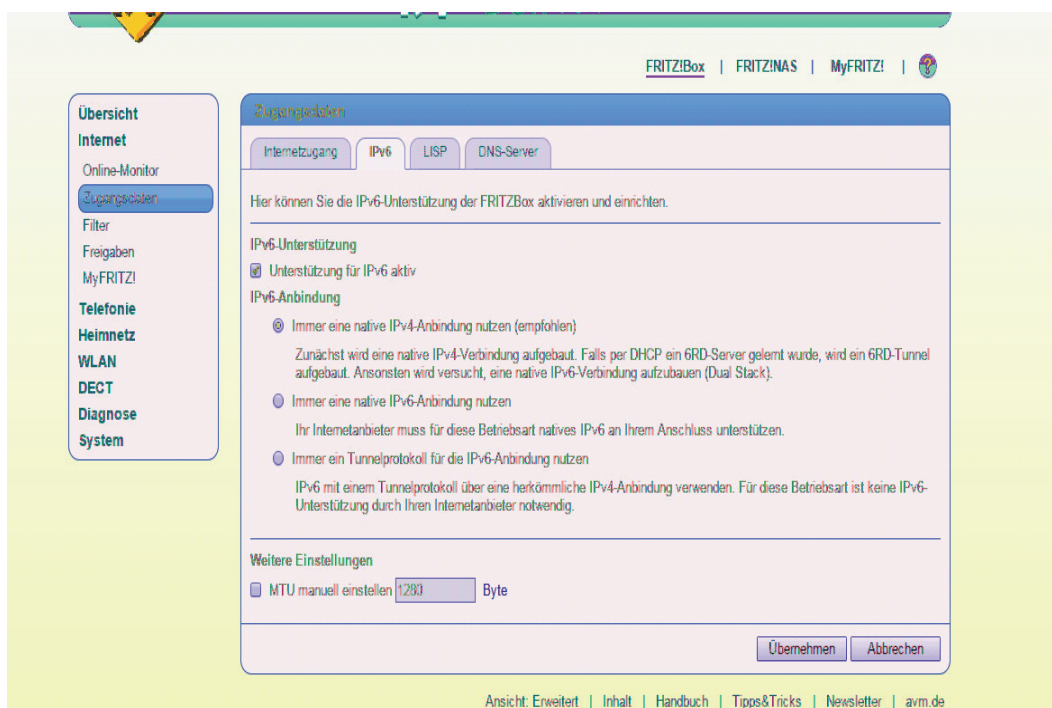 FRITZ!Box | FRITZ!NAS | MyFRITZ! | ?
Übersicht
Internet
Online-Monitor
Zugangsdaten
Filter
Freigaben
MyFRITZ!
Telefonie
Heimnetz
WLAN
DECT
Diagnose
System
Zugangsdaten
Internetzugang
IPv6
LISP
DNS-Server
Hier können Sie die IPv6-Unterstützung der FRITZBox aktivieren und einrichten.
IPv6-Unterstützung
Unterstützung für IPv6 aktiv
IPv6-Anbindung
Immer eine native IPv4-Anbindung nutzen (empfohlen)
Zunächst wird eine native IPv4-Verbindung aufgebaut. Falls per DHCP ein 6RD-Server gelernt wurde, wird ein 6RD-Tunnel
aufgebaut. Ansonsten wird versucht, eine native IPv6-Verbindung aufzubauen (Dual Stack).
Immer eine native IPv6-Anbindung nutzen
Ihr Internetanbieter muss für diese Betriebsart natives IPv6 an Ihrem Anschluss unterstützen.
Immer ein Tunnelprotokoll für die IPv6-Anbindung nutzen
IPv6 mit einem Tunnelprotokoll über eine herkömmliche IPv4-Anbindung verwenden. Für diese Betriebsart ist keine IPv6-
Unterstützung durch Ihren Internetanbieter notwendig.
Weitere Einstellungen
MTU manuell einstellen 1280 Byte
Übernehmen
Abbrechen
Ansicht: Erweitert | Inhalt | Handbuch | Tipps&Tricks | Newsletter | avm.de